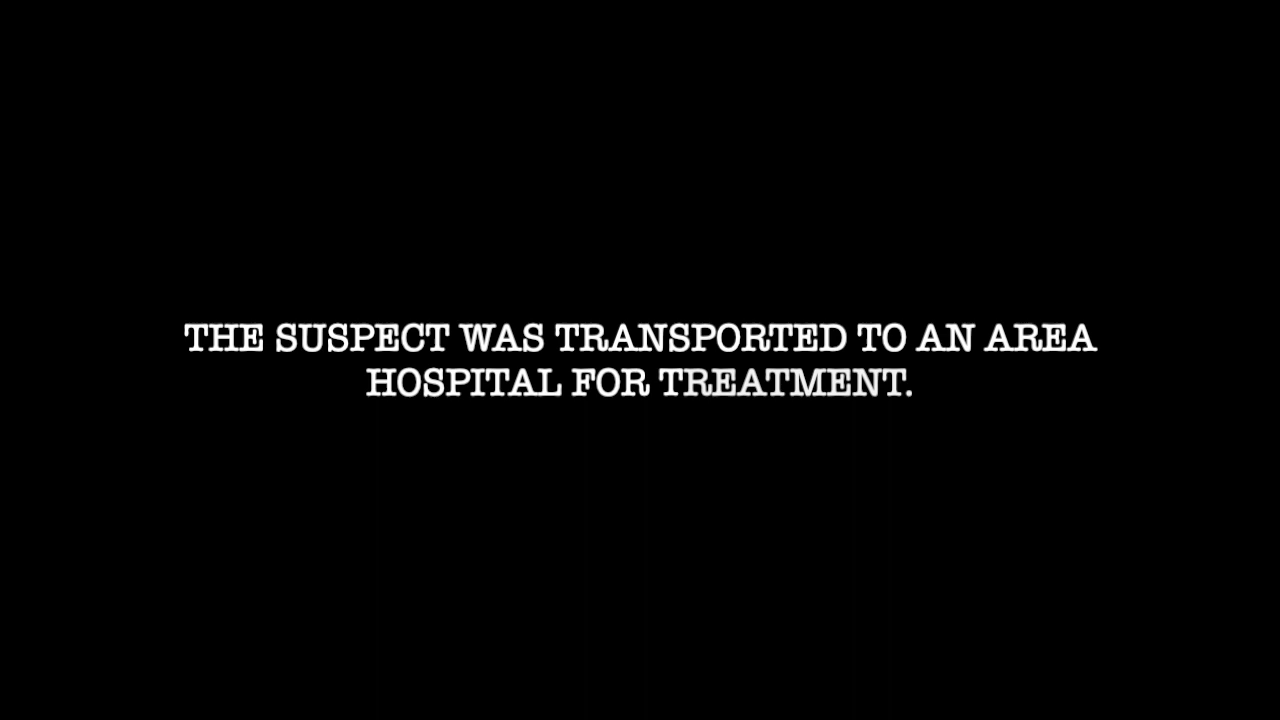 THE SUSPECT WAS TRANSPORTED TO AN AREA
HOSPITAL FOR TREATMENT.